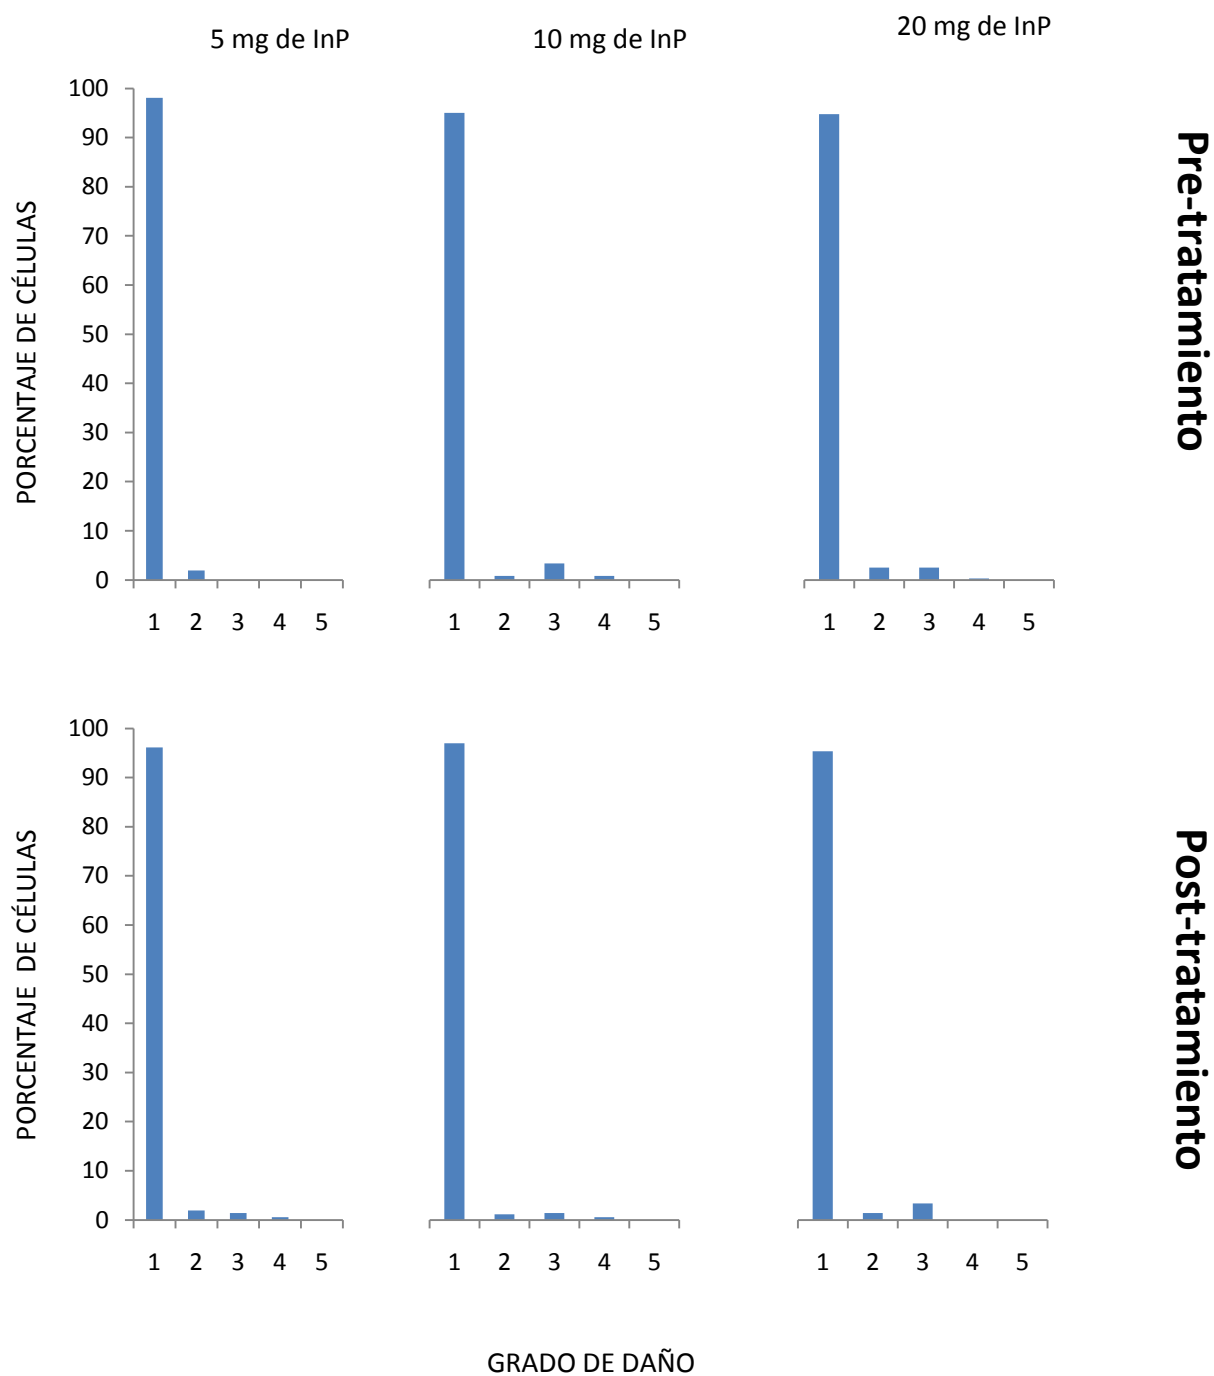 5 mg de InP
10 mg de InP
20 mg de InP
PORCENTAJE DE CÉLULAS
100
90
80
70
60
50
40
30
20
10
0
1 2 3 4 5
1 2 3 4 5
1 2 3 4 5
Pre-tratamiento
PORCENTAJE DE CÉLULAS
100
90
80
70
60
50
40
30
20
10
0
1 2 3 4 5
1 2 3 4 5
1 2 3 4 5
Post-tratamiento
GRADO DE DAÑO